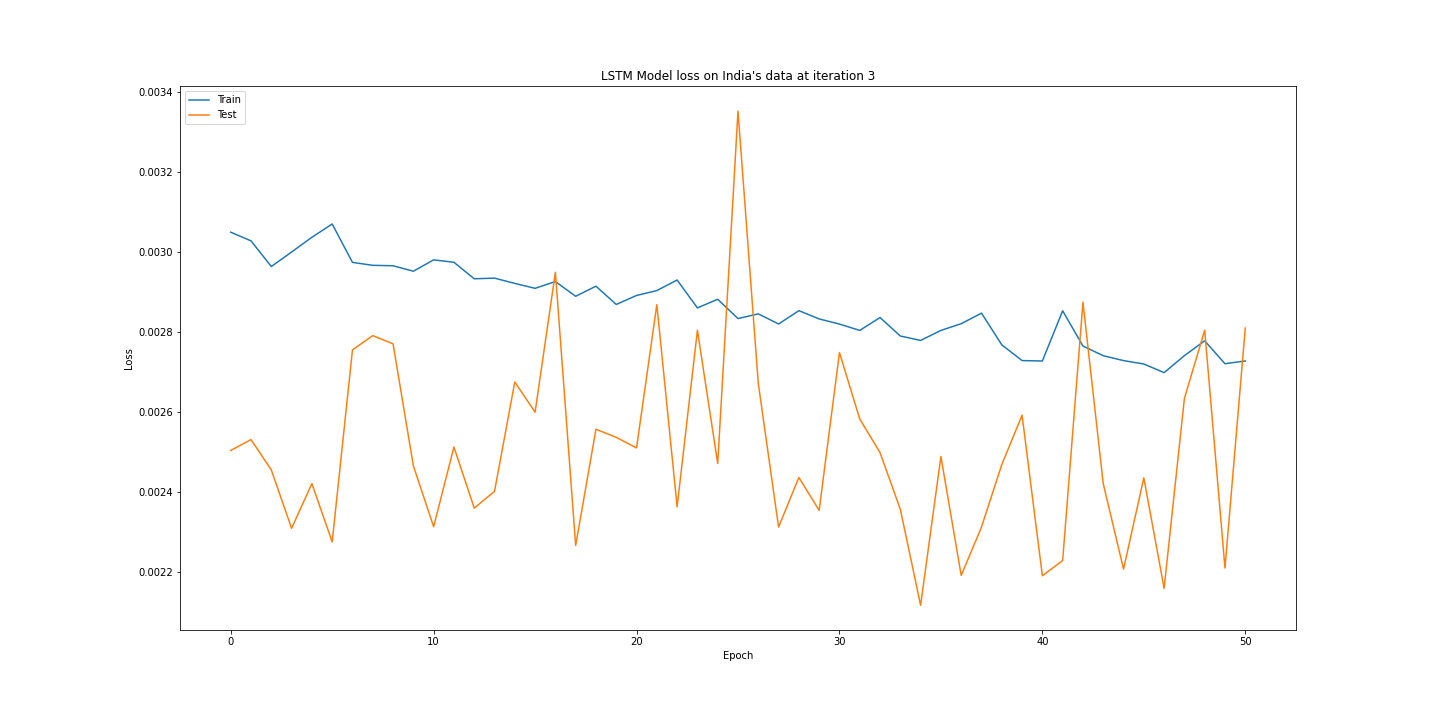 LSTM Model loss on India's data at iteration 3
Train
Test
0.0034
0.0032
0.0030
0.0028
0.0026
0.0024
0.0022
Loss
0 10 20 30 40 50
Epoch